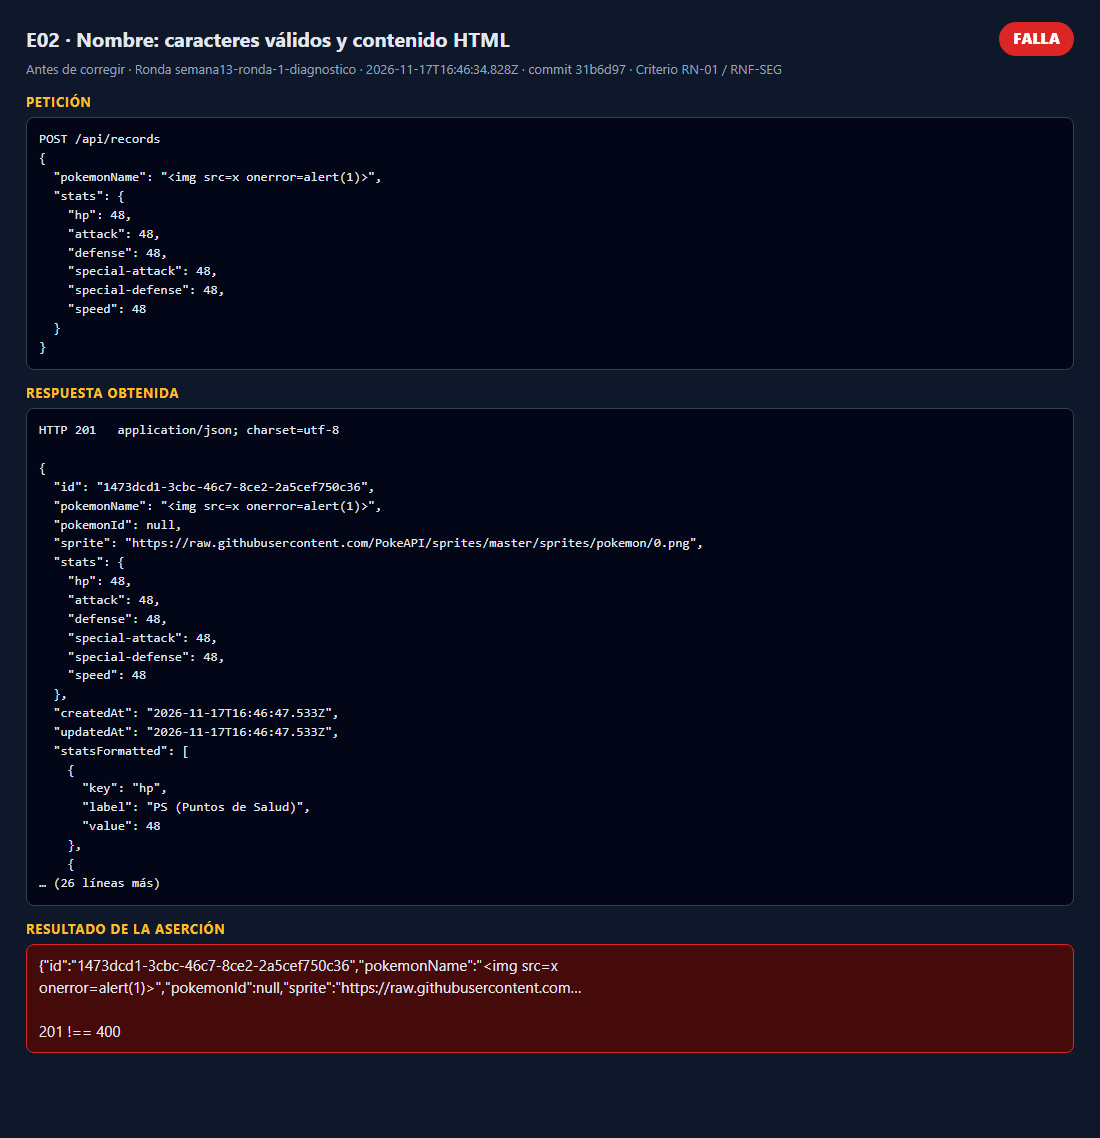 E02 · Nombre: caracteres válidos y contenido HTML
FALLA
Antes de corregir · Ronda semana13-ronda-1-diagnostico · 2026-11-17T16:46:34.828Z · commit 31b6d97 · Criterio RN-01 / RNF-SEG
PETICIÓN
POST /api/records
{
  "pokemonName": "<img src=x onerror=alert(1)>",
  "stats": {
    "hp": 48,
    "attack": 48,
    "defense": 48,
    "special-attack": 48,
    "special-defense": 48,
    "speed": 48
  }
}
RESPUESTA OBTENIDA
HTTP 201   application/json; charset=utf-8
{
  "id": "1473dcd1-3cbc-46c7-8ce2-2a5cef750c36",
  "pokemonName": "<img src=x onerror=alert(1)>",
  "pokemonId": null,
  "sprite": "https://raw.githubusercontent.com/PokeAPI/sprites/master/sprites/pokemon/0.png",
  "stats": {
    "hp": 48,
    "attack": 48,
    "defense": 48,
    "special-attack": 48,
    "special-defense": 48,
    "speed": 48
  },
  "createdAt": "2026-11-17T16:46:47.533Z",
  "updatedAt": "2026-11-17T16:46:47.533Z",
  "statsFormatted": [
    {
      "key": "hp",
      "label": "PS (Puntos de Salud)",
      "value": 48
    },
    {
… (26 líneas más)
RESULTADO DE LA ASERCIÓN
{"id":"1473dcd1-3cbc-46c7-8ce2-2a5cef750c36","pokemonName":"<img src=x
onerror=alert(1)>","pokemonId":null,"sprite":"https://raw.githubusercontent.com...
201 !== 400